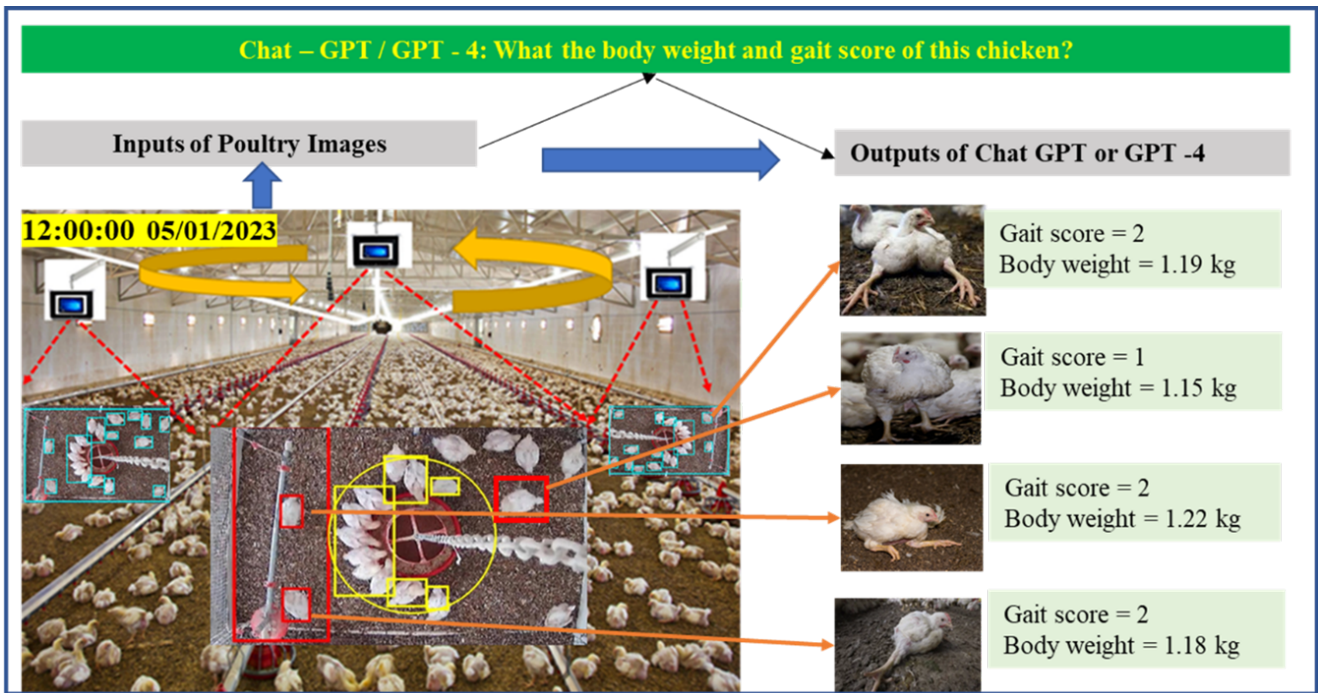 Chat – GPT / GPT - 4: What the body weight and gait score of this chicken?
Inputs of Poultry Images
Outputs of Chat GPT or GPT -4
12:00:00 05/01/2023
Gait score = 2
Body weight = 1.19 kg
Gait score = 1
Body weight = 1.15 kg
Gait score = 2
Body weight = 1.22 kg
Gait score = 2
Body weight = 1.18 kg